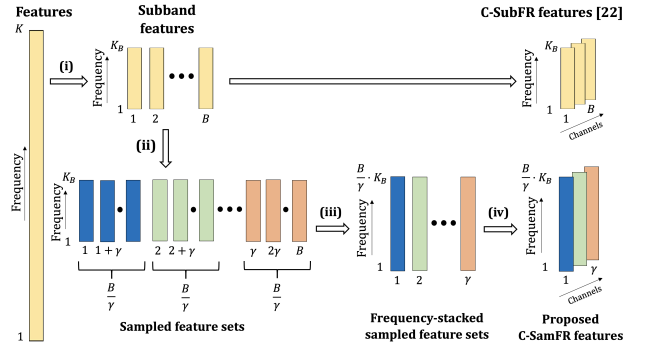 Features
K
Frequency
1
(i)
Subband
features
K_B
Frequency
1
1 2 B
C-SubFR features [22]
K_B
Frequency
1
1
B
Channels
(ii)
K_B
Frequency
1
1 1 + γ
2 2 + γ
γ 2γ B
B/γ
B/γ
B/γ
Sampled feature sets
(iii)
B/γ · K_B
Frequency
1
1 2 γ
Frequency-stacked
sampled feature sets
(iv)
B/γ · K_B
Frequency
1
1
γ
Channels
Proposed
C-SamFR features